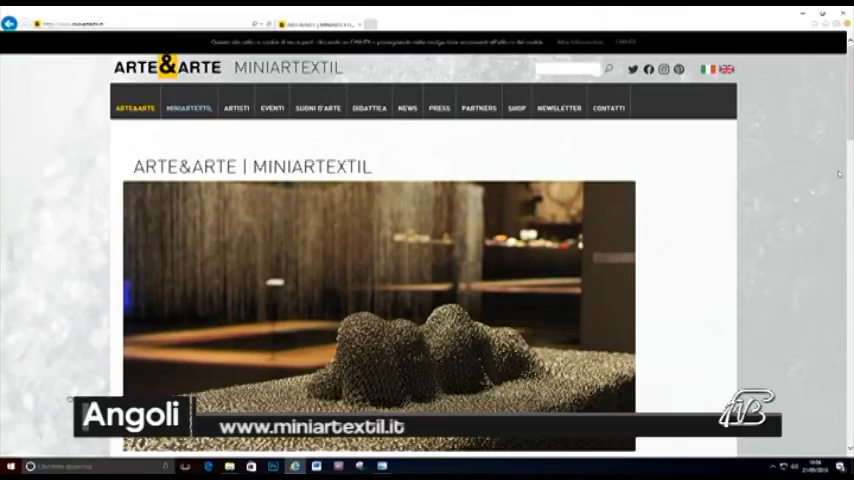 ARTE&ARTE MINIARTEXTIL
ARTE&ARTE MINIARTEXTIL ARTISTI EVENTI SUONI D'ARTE DIDATTICA NEWS PRESS PARTNERS SHOP NEWSLETTER CONTATTI
ARTE&ARTE | MINIARTEXTIL
Angoli
www.miniartextil.it